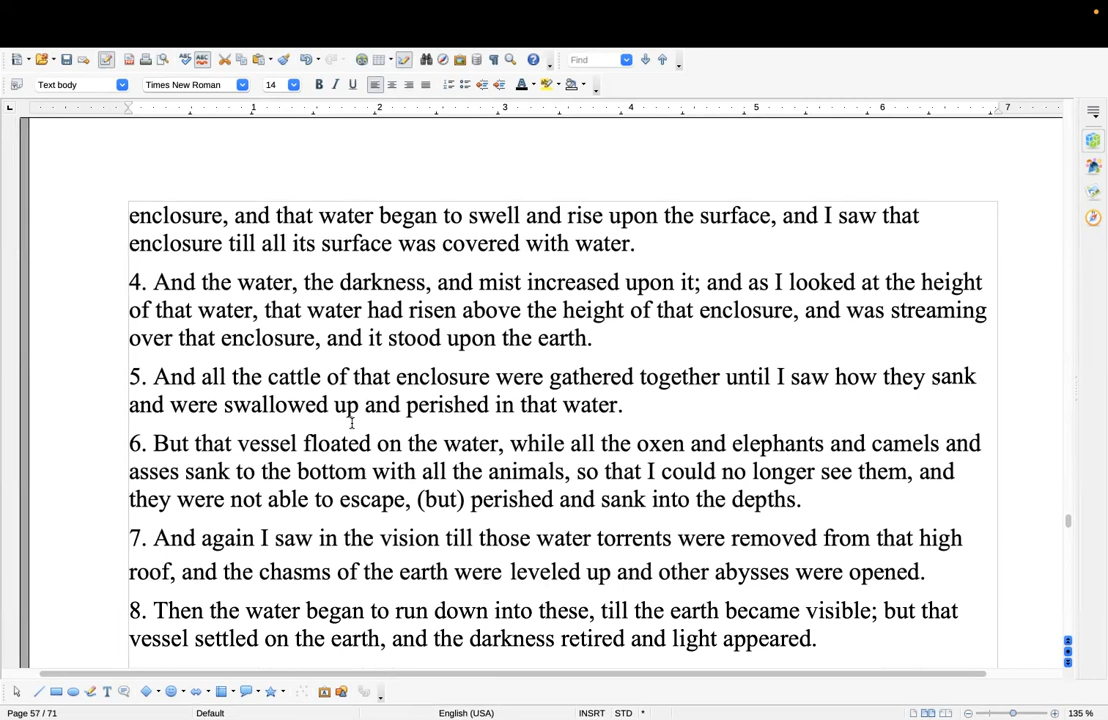 Find
Text body
Times New Roman
14
B I U
1 2 3 4 5 6 7
enclosure, and that water began to swell and rise upon the surface, and I saw that
enclosure till all its surface was covered with water.
4. And the water, the darkness, and mist increased upon it; and as I looked at the height
of that water, that water had risen above the height of that enclosure, and was streaming
over that enclosure, and it stood upon the earth.
5. And all the cattle of that enclosure were gathered together until I saw how they sank
and were swallowed up and perished in that water.
6. But that vessel floated on the water, while all the oxen and elephants and camels and
asses sank to the bottom with all the animals, so that I could no longer see them, and
they were not able to escape, (but) perished and sank into the depths.
7. And again I saw in the vision till those water torrents were removed from that high
roof, and the chasms of the earth were leveled up and other abysses were opened.
8. Then the water began to run down into these, till the earth became visible; but that
vessel settled on the earth, and the darkness retired and light appeared.
Page 57 / 71
Default
English (USA)
INSRT
STD
*
135 %